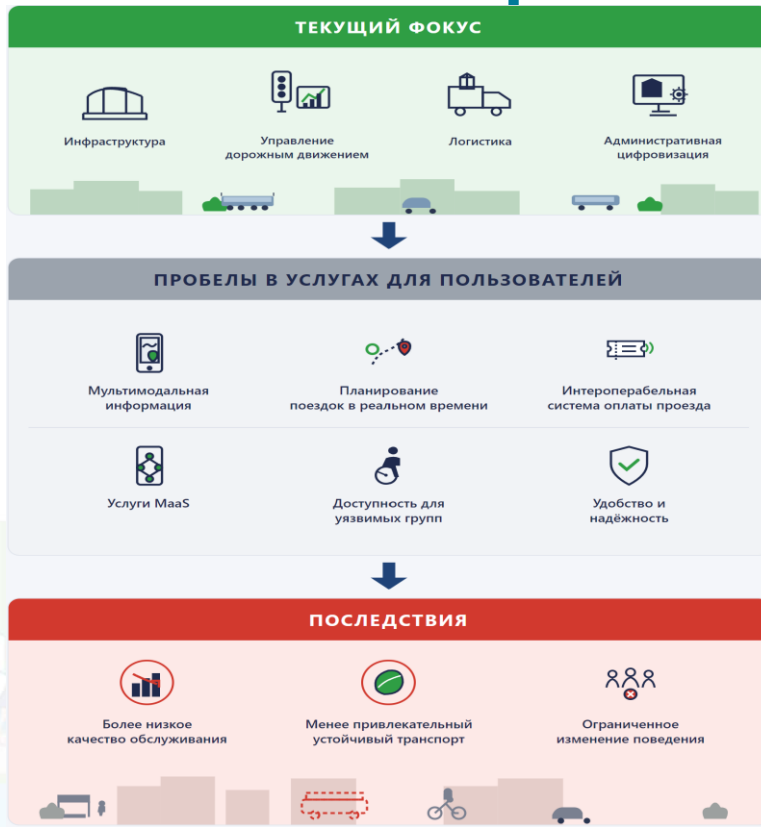 ТЕКУЩИЙ ФОКУС
Инфраструктура
Управление
дорожным движением
Логистика
Административная
цифровизация
ПРОБЕЛЫ В УСЛУГАХ ДЛЯ ПОЛЬЗОВАТЕЛЕЙ
Мультимодальная
информация
Планирование
поездок в реальном времени
Интероперабельная
система оплаты проезда
Услуги MaaS
Доступность для
уязвимых групп
Удобство и
надёжность
ПОСЛЕДСТВИЯ
Более низкое
качество обслуживания
Менее привлекательный
устойчивый транспорт
Ограниченное
изменение поведения